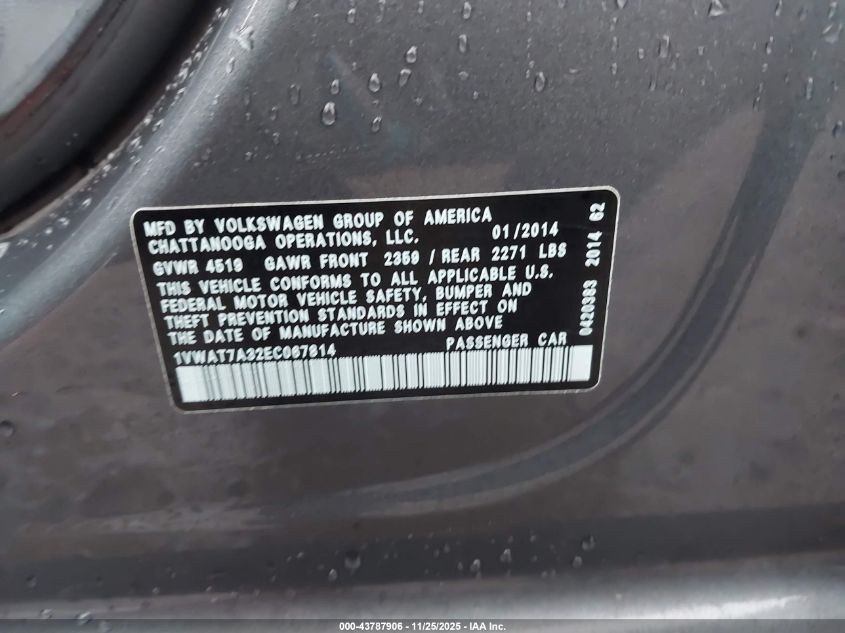 MFD BY VOLKSWAGEN GROUP OF AMERICA
CHATTANOOGA OPERATIONS, LLC. 01/2014
GVWR 4519 GAWR FRONT 2359 / REAR 2271 LBS
THIS VEHICLE CONFORMS TO ALL APPLICABLE U.S.
FEDERAL MOTOR VEHICLE SAFETY, BUMPER AND
THEFT PREVENTION STANDARDS IN EFFECT ON
THE DATE OF MANUFACTURE SHOWN ABOVE
1VWAT7A32EC067814 PASSENGER CAR
0420383 2014 62
000-43787906 - 11/25/2025 - IAA Inc.